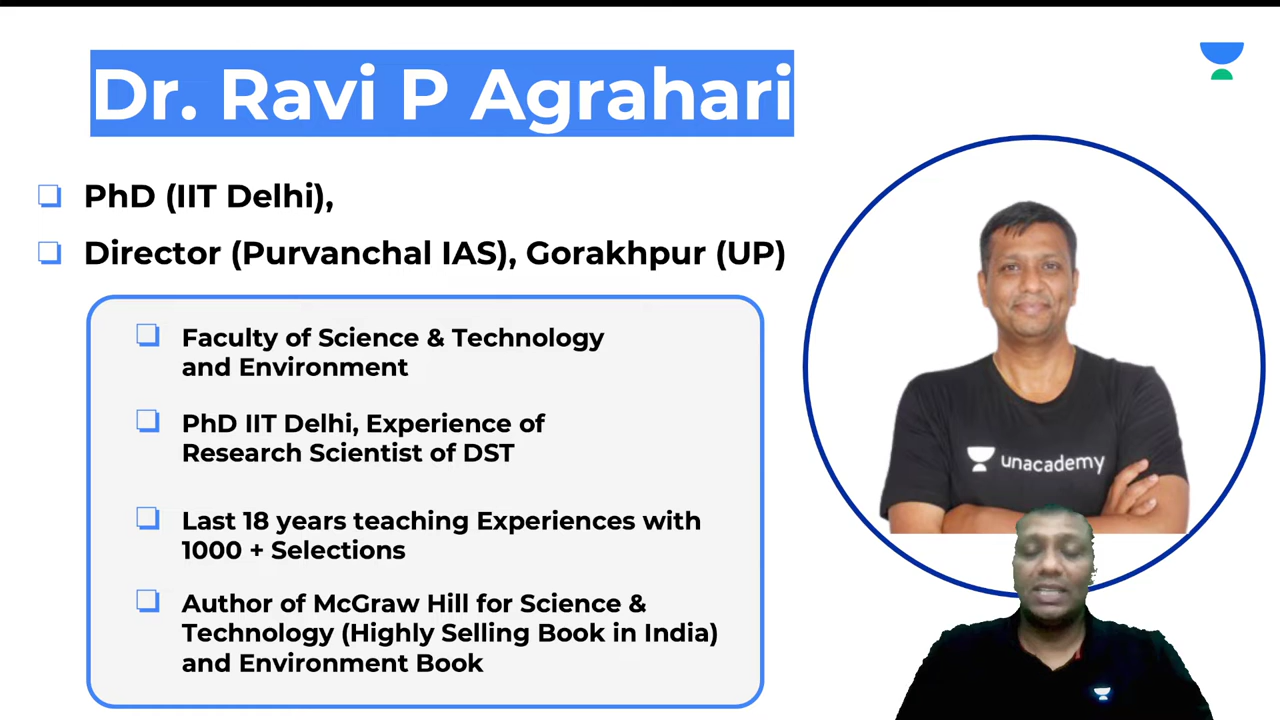 Dr. Ravi P Agrahari
PhD (IIT Delhi),
Director (Purvanchal IAS), Gorakhpur (UP)
Faculty of Science & Technology
and Environment
PhD IIT Delhi, Experience of
Research Scientist of DST
Last 18 years teaching Experiences with
1000 + Selections
Author of McGraw Hill for Science &
Technology (Highly Selling Book in India)
and Environment Book
unacademy